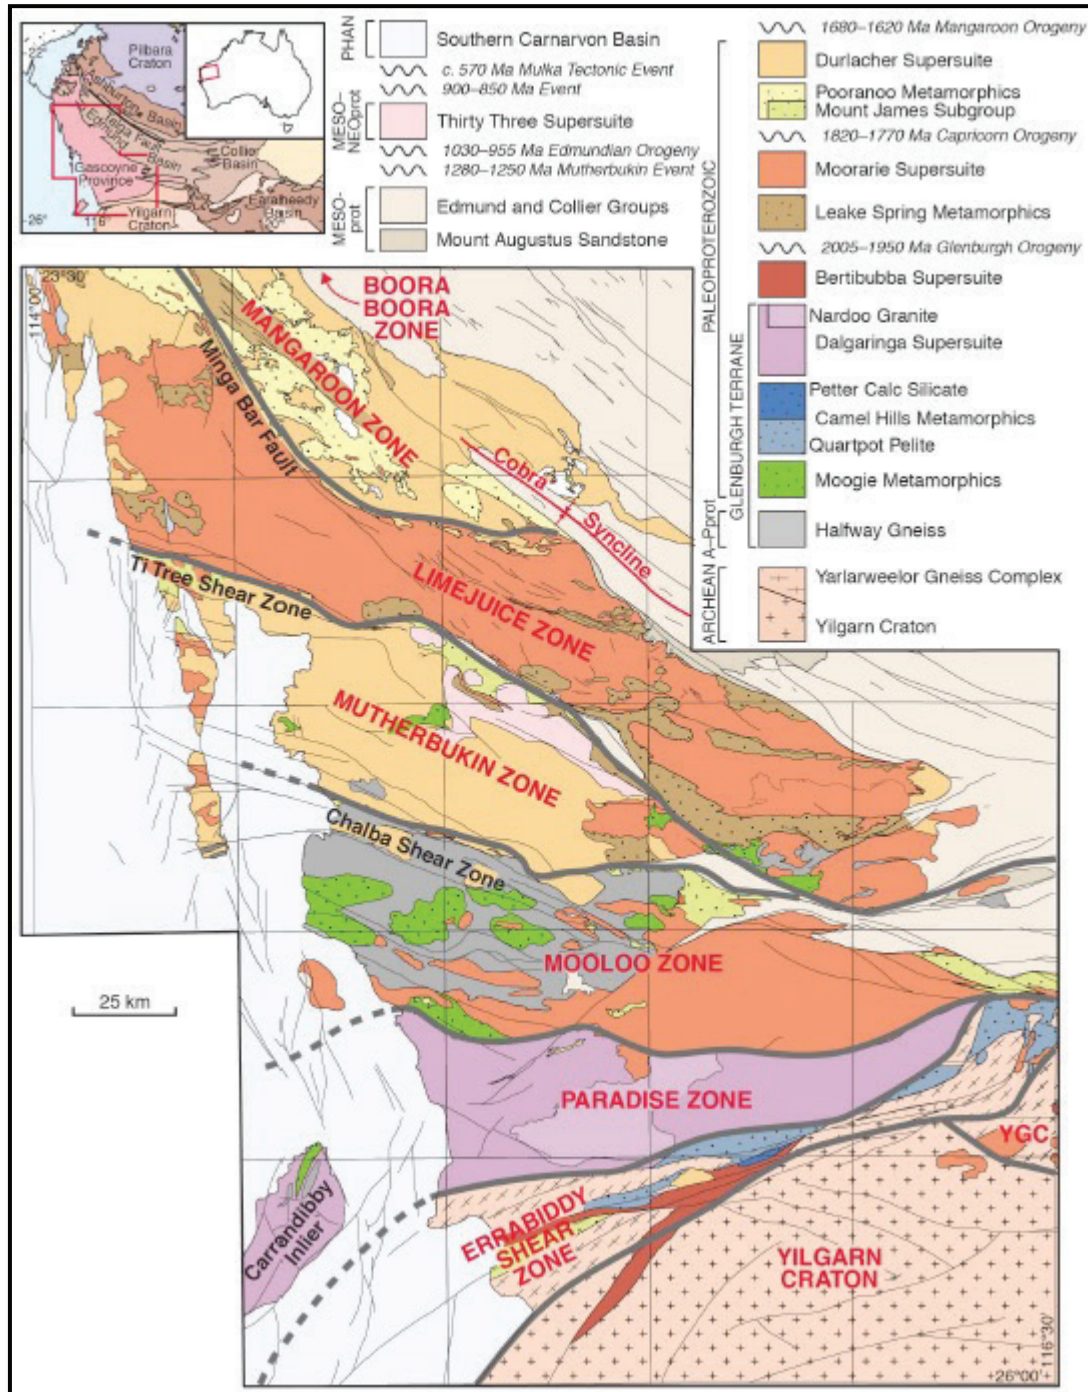 -22°
Pilbara
Craton
Ashburton Basin
Talga Fault
Edmund
Basin
Collier
Basin
Gascoyne
Province
Yilgarn
Craton
Earaheedy
Basin
-26°
116°
120°
PHAN
Southern Carnarvon Basin
c. 570 Ma Mulka Tectonic Event
900–850 Ma Event
MESO–
NEOprot
Thirty Three Supersuite
1030–955 Ma Edmundian Orogeny
1280–1250 Ma Mutherbukin Event
MESO-
prot
Edmund and Collier Groups
Mount Augustus Sandstone
PALEOPROTEROZOIC
1680–1620 Ma Mangaroon Orogeny
Durlacher Supersuite
Pooranoo Metamorphics
Mount James Subgroup
1820–1770 Ma Capricorn Orogeny
Moorarie Supersuite
Leake Spring Metamorphics
2005–1950 Ma Glenburgh Orogeny
Bertibubba Supersuite
GLENBURGH TERRANE
Nardoo Granite
Dalgaringa Supersuite
Petter Calc Silicate
Camel Hills Metamorphics
Quartpot Pelite
Moogie Metamorphics
A–Pprot
Halfway Gneiss
ARCHEAN
Yarlarweelor Gneiss Complex
Yilgarn Craton
23°30'
114°00'
BOORA
BOORA
ZONE
MANGAROON ZONE
Minga Bar Fault
Cobra
Syncline
LIMEJUICE ZONE
Ti Tree Shear Zone
MUTHERBUKIN ZONE
Chalba Shear Zone
MOOLOO ZONE
25 km
PARADISE ZONE
YGC
Carrandibby
Inlier
ERRABIDDY
SHEAR
ZONE
YILGARN
CRATON
116°30'
26°00'